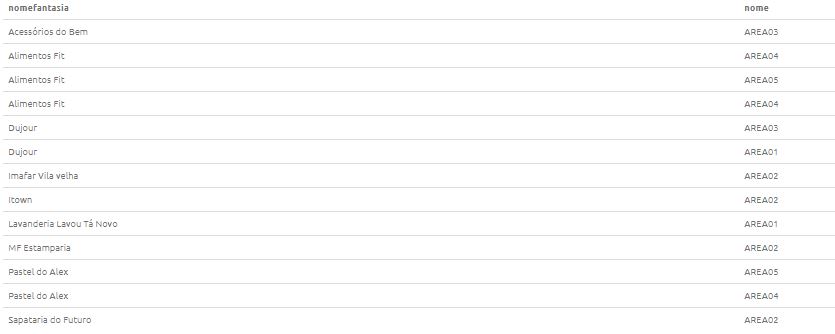 nomefantasia nome
Acessórios do Bem AREA03
Alimentos Fit AREA04
Alimentos Fit AREA05
Alimentos Fit AREA04
Dujour AREA03
Dujour AREA01
Imafar Vila velha AREA02
Itown AREA02
Lavanderia Lavou Tá Novo AREA01
MF Estamparia AREA02
Pastel do Alex AREA05
Pastel do Alex AREA04
Sapataria do Futuro AREA02